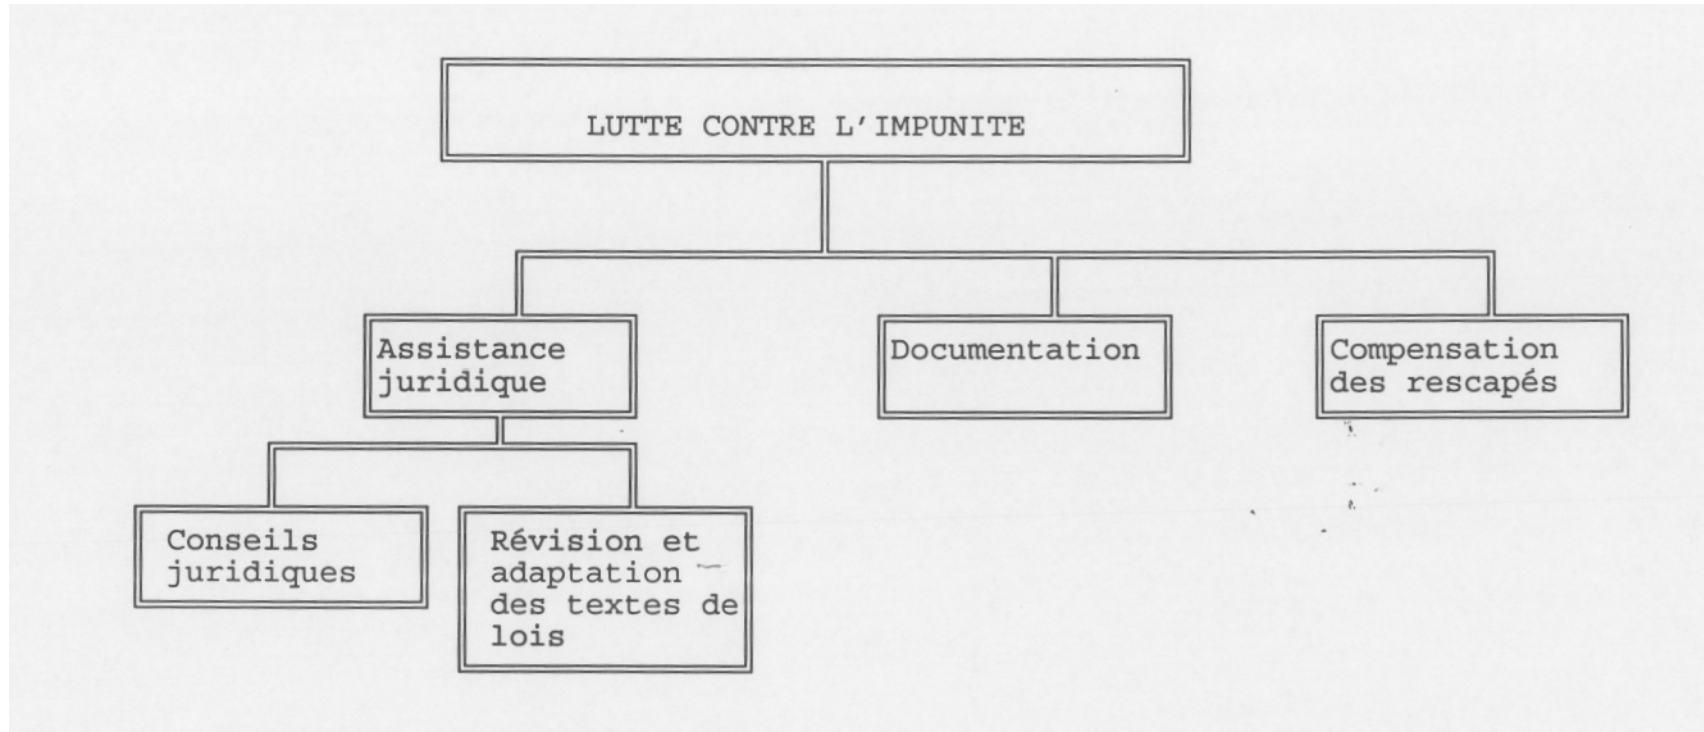 LUTTE CONTRE L'IMPUNITE
Assistance
juridique
Documentation
Compensation
des rescapés
Conseils
juridiques
Révision et
adaptation
des textes de
lois